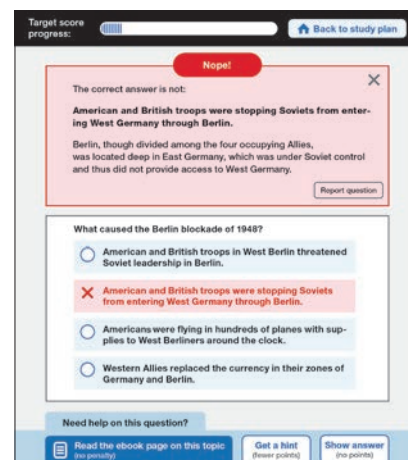 Target score
progress:
Back to study plan
Nope!
The correct answer is not:
American and British troops were stopping Soviets from enter-
ing West Germany through Berlin.
Berlin, though divided among the four occupying Allies,
was located deep in East Germany, which was under Soviet control
and thus did not provide access to West Germany.
Report question
What caused the Berlin blockade of 1948?
American and British troops in West Berlin threatened
Soviet leadership in Berlin.
American and British troops were stopping Soviets
from entering West Germany through Berlin.
Americans were flying in hundreds of planes with sup-
plies to West Berliners around the clock.
Western Allies replaced the currency in their zones of
Germany and Berlin.
Need help on this question?
Read the ebook page on this topic
(no penalty)
Get a hint
(fewer points)
Show answer
(no points)